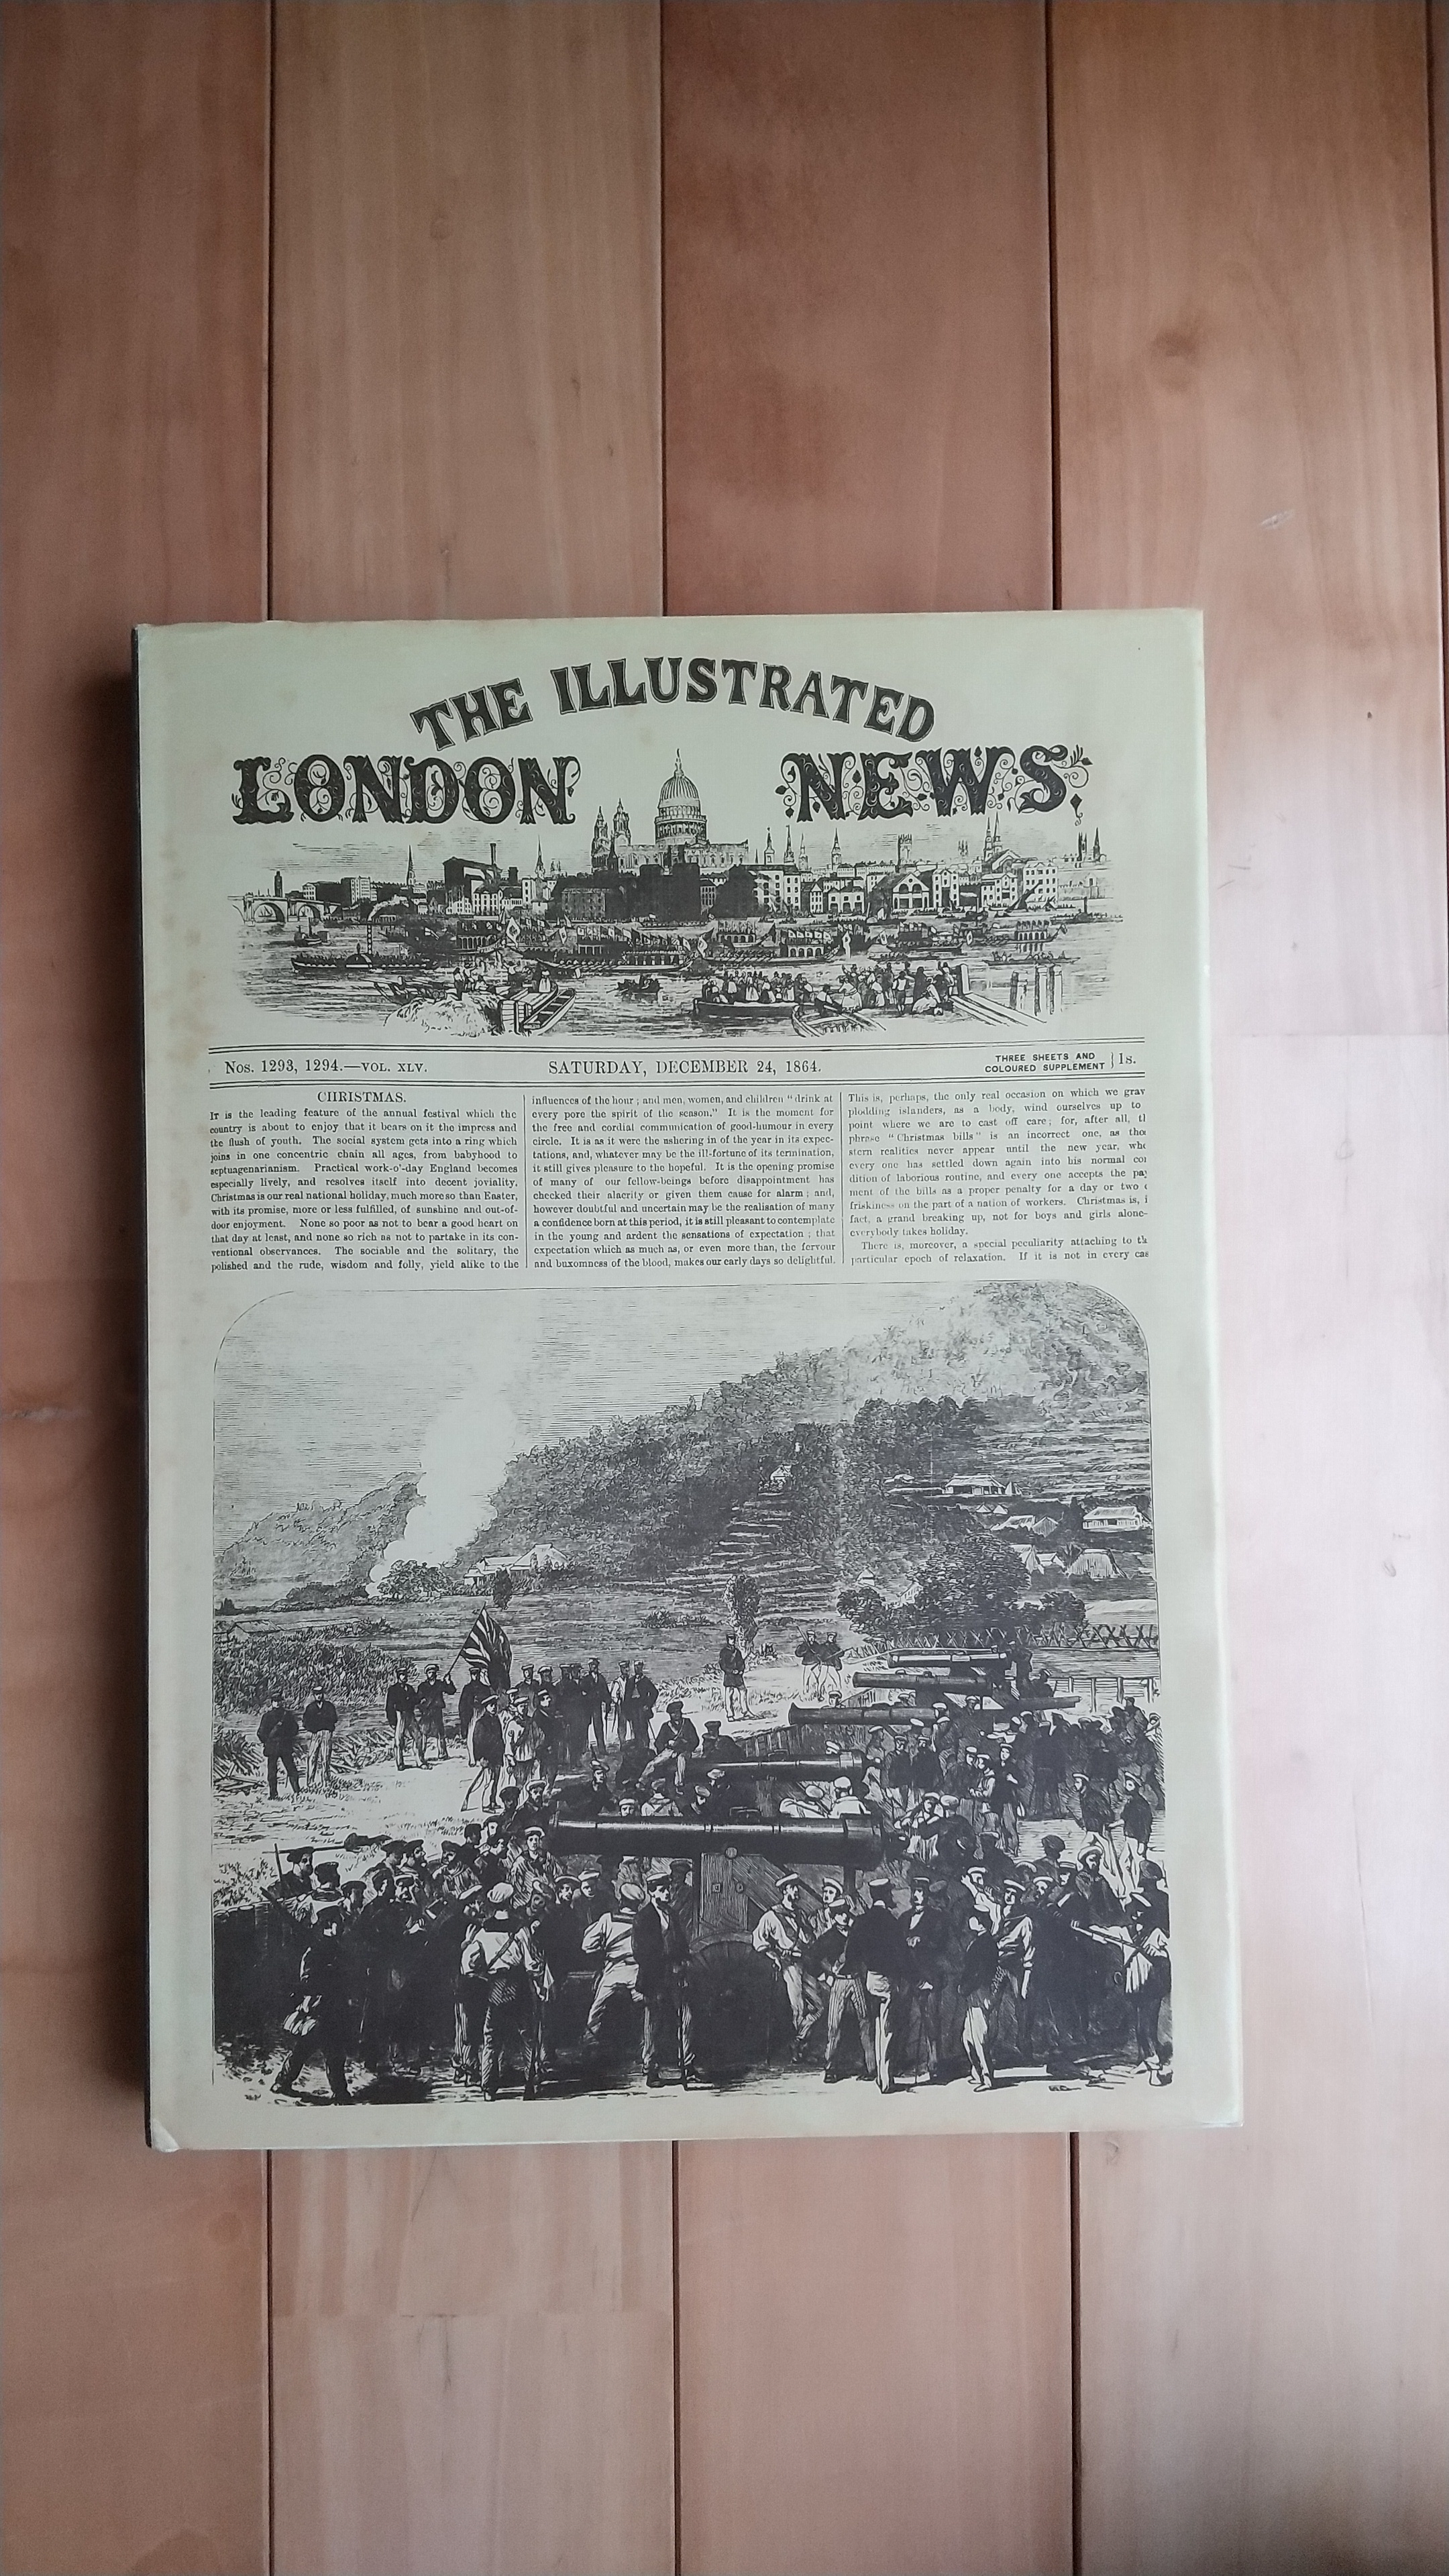 THE ILLUSTRATED
LONDON NEWS
Nos. 1293, 1294.—VOL. XLV.
SATURDAY, DECEMBER 24, 1864.
THREE SHEETS AND
COLOURED SUPPLEMENT } 1s.
CHRISTMAS.
It is the leading feature of the annual festival which the
country is about to enjoy that it bears on it the impress and
the flush of youth. The social system gets into a ring which
joins in one concentric chain all ages, from babyhood to
septuagenarianism. Practical work-o'-day England becomes
especially lively, and resolves itself into decent joviality.
Christmas is our real national holiday, much more so than Easter,
with its promise, more or less fulfilled, of sunshine and out-of-
door enjoyment. None so poor as not to bear a good heart on
that day at least, and none so rich as not to partake in its con-
ventional observances. The sociable and the solitary, the
polished and the rude, wisdom and folly, yield alike to the
influences of the hour; and men, women, and children "drink at
every pore the spirit of the season." It is the moment for
the free and cordial communication of good-humour in every
circle. It is as it were the ushering in of the year in its expec-
tations, and, whatever may be the ill-fortune of its termination,
it still gives pleasure to the hopeful. It is the opening promise
of many of our fellow-beings before disappointment has
checked their alacrity or given them cause for alarm; and,
however doubtful and uncertain may be the realisation of many
a confidence born at this period, it is still pleasant to contemplate
in the young and ardent the sensations of expectation; that
expectation which as much as, or even more than, the fervour
and buxomness of the blood, makes our early days so delightful.
This is, perhaps, the only real occasion on which we grav
plodding islanders, as a body, wind ourselves up to
point where we are to cast off care; for, after all, tl
phrase "Christmas bills" is an incorrect one, as tho
stern realities never appear until the new year, whe
every one has settled down again into his normal con
dition of laborious routine, and every one accepts the pay
ment of the bills as a proper penalty for a day or two
friskiness on the part of a nation of workers. Christmas is, i
fact, a grand breaking up, not for boys and girls alone-
everybody takes holiday.
There is, moreover, a special peculiarity attaching to th
particular epoch of relaxation. If it is not in every cas